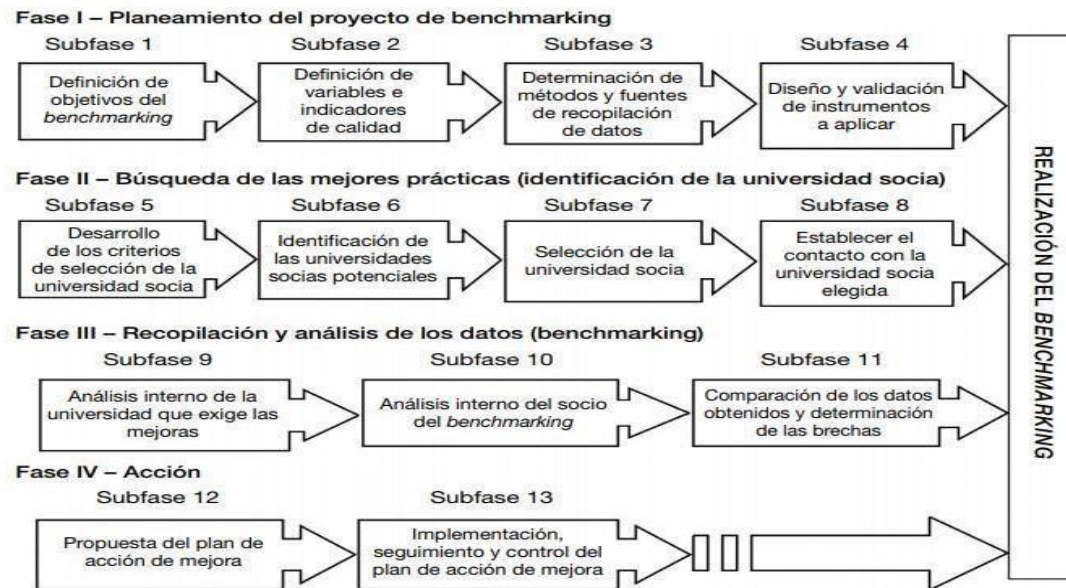 Fase I – Planeamiento del proyecto de benchmarking
Subfase 1
Subfase 2
Subfase 3
Subfase 4
Definición de
objetivos del
benchmarking
Definición de
variables e
indicadores
de calidad
Determinación de
métodos y fuentes
de recopilación
de datos
Diseño y validación
de instrumentos
a aplicar
Fase II – Búsqueda de las mejores prácticas (identificación de la universidad socia)
Subfase 5
Subfase 6
Subfase 7
Subfase 8
Desarrollo
de los criterios
de selección de la
universidad socia
Identificación de
las universidades
socias potenciales
Selección de la
universidad socia
Establecer el
contacto con la
universidad socia
elegida
Fase III – Recopilación y análisis de los datos (benchmarking)
Subfase 9
Subfase 10
Subfase 11
Análisis interno de la
universidad que exige las
mejoras
Análisis interno del socio
del benchmarking
Comparación de los datos
obtenidos y determinación
de las brechas
Fase IV – Acción
Subfase 12
Subfase 13
Propuesta del plan de
acción de mejora
Implementación,
seguimiento y control del
plan de acción de mejora
REALIZACIÓN DEL BENCHMARKING